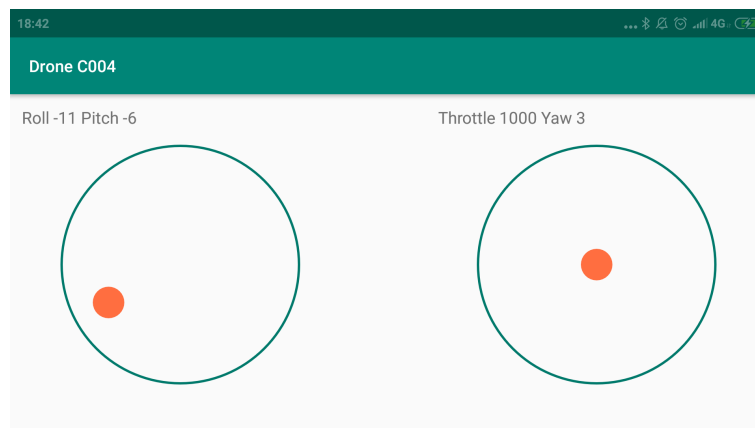 18:42
4G
Drone C004
Roll -11 Pitch -6
Throttle 1000 Yaw 3